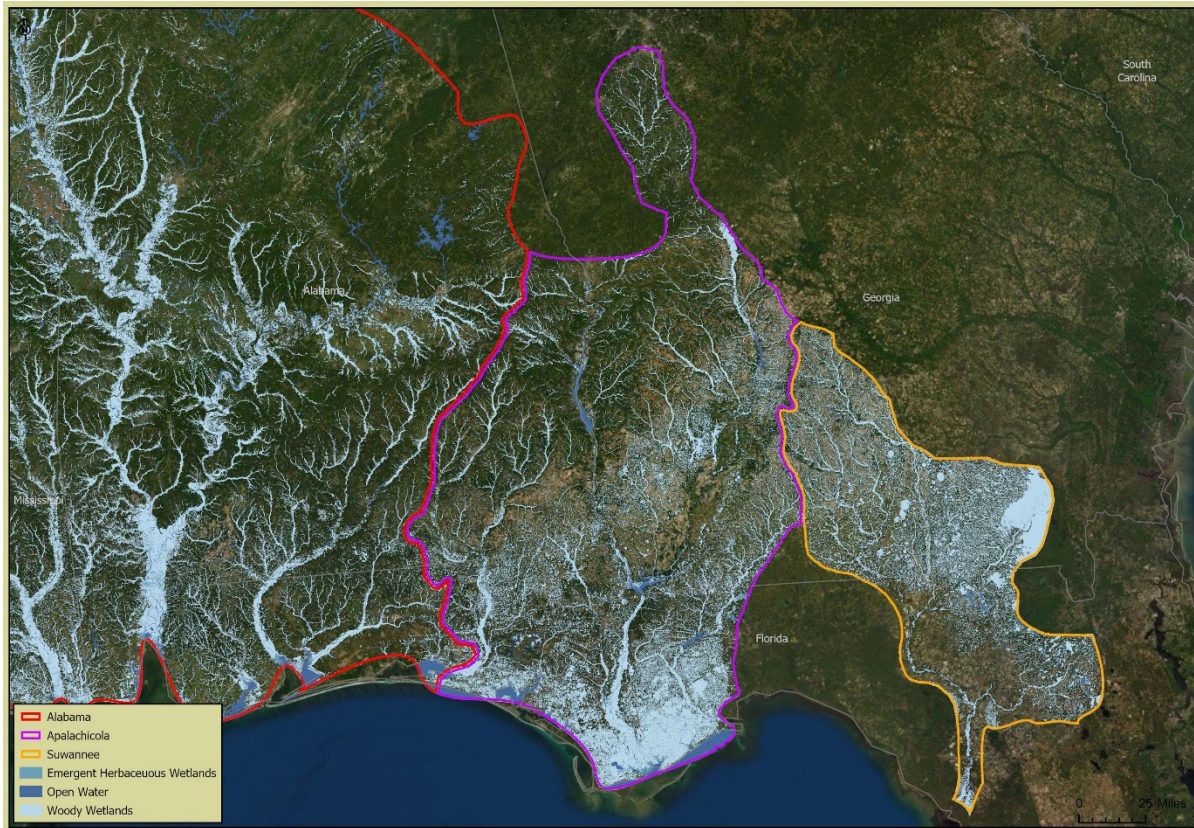 South
Carolina
Georgia
Alabama
Mississippi
Florida
Alabama
Apalachicola
Suwannee
Emergent Herbaceuous Wetlands
Open Water
Woody Wetlands
0 25 Miles